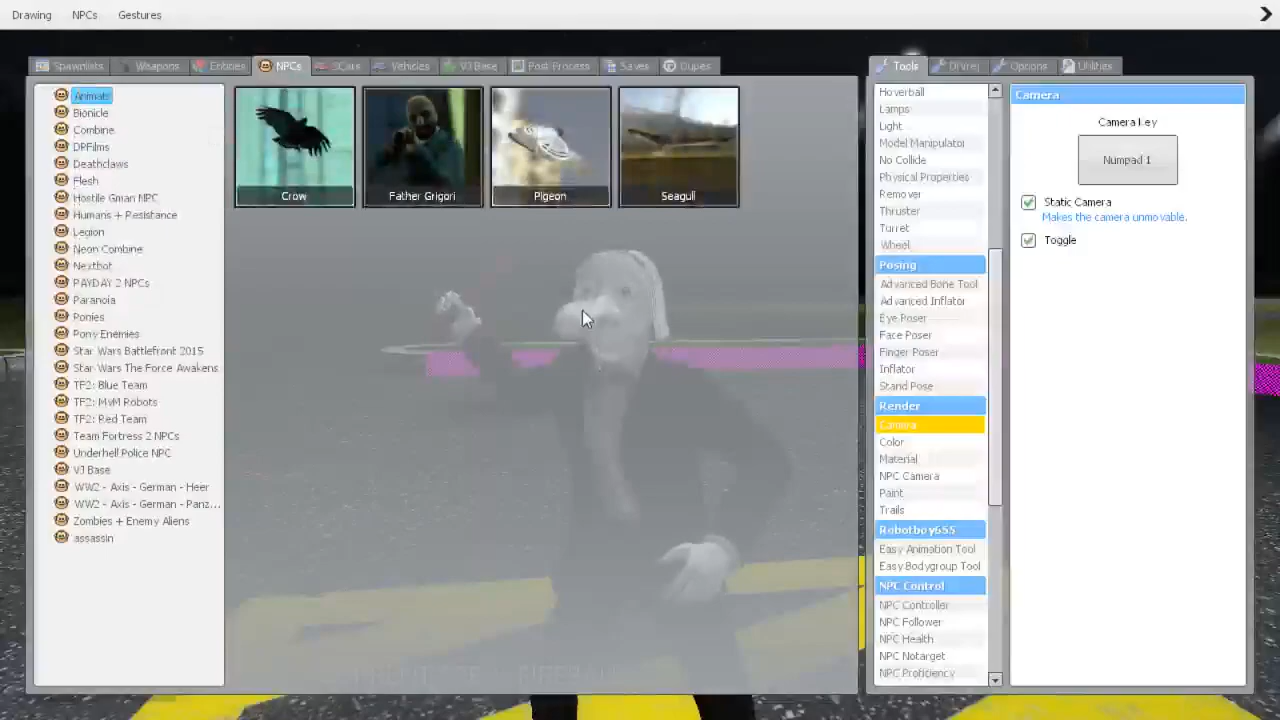 Drawing NPCs Gestures
Spawnlists Weapons Entities NPCs SCars Vehicles VJ Base Post Process Saves Dupes
Animals
Bionicle
Combine
DPFilms
Deathclaws
Flesh
Hostile Gman NPC
Humans + Resistance
Legion
Neon Combine
Nextbot
PAYDAY 2 NPCs
Paranoia
Ponies
Pony Enemies
Star Wars Battlefront 2015
Star Wars The Force Awakens
TF2: Blue Team
TF2: MvM Robots
TF2: Red Team
Team Fortress 2 NPCs
Underhell Police NPC
VJ Base
WW2 - Axis - German - Heer
WW2 - Axis - German - Panz...
Zombies + Enemy Aliens
assassin
Crow Father Grigori Pigeon Seagull
Tools Options Utilities
Hoverball
Lamps
Light
Model Manipulator
No Collide
Physical Properties
Remover
Thruster
Turret
Wheel
Posing
Advanced Bone Tool
Advanced Inflator
Eye Poser
Face Poser
Finger Poser
Inflator
Stand Pose
Render
Camera
Color
Material
NPC Camera
Paint
Trails
Robotboy655
Easy Animation Tool
Easy Bodygroup Tool
NPC Control
NPC Controller
NPC Follower
NPC Health
NPC Notarget
NPC Proficiency
Camera
Camera Key
Numpad 1
Static Camera
Makes the camera unmovable.
Toggle